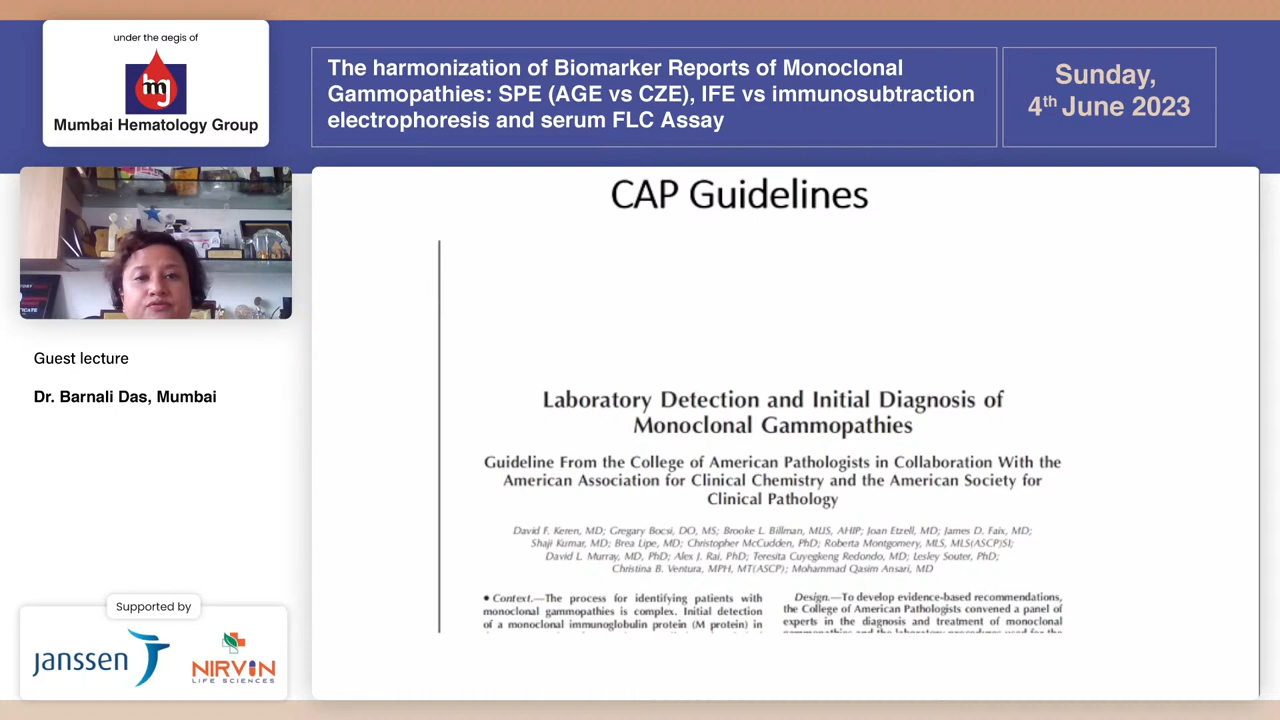 under the aegis of
hmg
Mumbai Hematology Group
The harmonization of Biomarker Reports of Monoclonal
Gammopathies: SPE (AGE vs CZE), IFE vs immunosubtraction
electrophoresis and serum FLC Assay
Sunday,
4th June 2023
Guest lecture
Dr. Barnali Das, Mumbai
Supported by
janssen
NIRVIN
LIFE SCIENCES
CAP Guidelines
Laboratory Detection and Initial Diagnosis of
Monoclonal Gammopathies
Guideline From the College of American Pathologists in Collaboration With the
American Association for Clinical Chemistry and the American Society for
Clinical Pathology
David F. Keren, MD; Gregary Bocsi, DO, MS; Brooke L. Billman, MLIS, AHIP; Joan Etzell, MD; James D. Faix, MD;
Shaji Kumar, MD; Brea Lipe, MD; Christopher McCudden, PhD; Roberta Montgomery, MLS, MLS(ASCP)SI;
David L. Murray, MD, PhD; Alex J. Rai, PhD; Teresita Cuyegkeng Redondo, MD; Lesley Souter, PhD;
Christina B. Ventura, MPH, MT(ASCP); Mohammad Qasim Ansari, MD
• Context.—The process for identifying patients with
monoclonal gammopathies is complex. Initial detection
of a monoclonal immunoglobulin protein (M protein) in
Design.—To develop evidence-based recommendations,
the College of American Pathologists convened a panel of
experts in the diagnosis and treatment of monoclonal